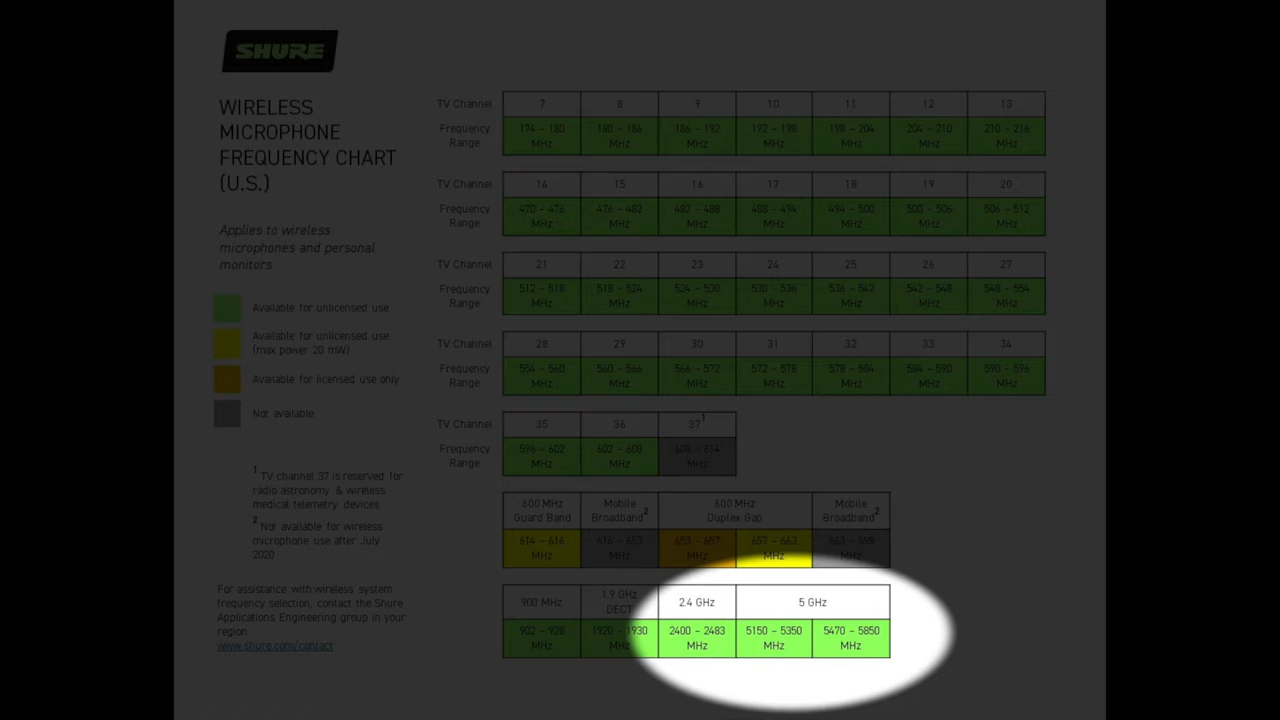 SHURE
WIRELESS
MICROPHONE
FREQUENCY CHART
(U.S.)
Applies to wireless
microphones and personal
monitors
Available for unlicensed use
Available for unlicensed use
(max power 20 mW)
Available for licensed use only
Not available
1 TV channel 37 is reserved for
radio astronomy & wireless
medical telemetry devices
2 Not available for wireless
microphone use after July
2020
For assistance with wireless system
frequency selection, contact the Shure
Applications Engineering group in your
region
www.shure.com/contact
TV Channel 7 8 9 10 11 12 13
Frequency 174 – 180 180 – 186 186 – 192 192 – 198 198 – 204 204 – 210 210 – 216
Range MHz MHz MHz MHz MHz MHz MHz
TV Channel 14 15 16 17 18 19 20
Frequency 470 – 476 476 – 482 482 – 488 488 – 494 494 – 500 500 – 506 506 – 512
Range MHz MHz MHz MHz MHz MHz MHz
TV Channel 21 22 23 24 25 26 27
Frequency 512 – 518 518 – 524 524 – 530 530 – 536 536 – 542 542 – 548 548 – 554
Range MHz MHz MHz MHz MHz MHz MHz
TV Channel 28 29 30 31 32 33 34
Frequency 554 – 560 560 – 566 566 – 572 572 – 578 578 – 584 584 – 590 590 – 596
Range MHz MHz MHz MHz MHz MHz MHz
TV Channel 35 36 37 1
Frequency 596 – 602 602 – 608 608 – 614
Range MHz MHz MHz
600 MHz Mobile 600 MHz Mobile
Guard Band Broadband 2 Duplex Gap Broadband 2
614 – 616 616 – 653 653 – 657 657 – 663 663 – 698
MHz MHz MHz MHz MHz
900 MHz 1.9 GHz 2.4 GHz 5 GHz
DECT
902 – 928 1920 – 1930 2400 – 2483 5150 – 5350 5470 – 5850
MHz MHz MHz MHz MHz